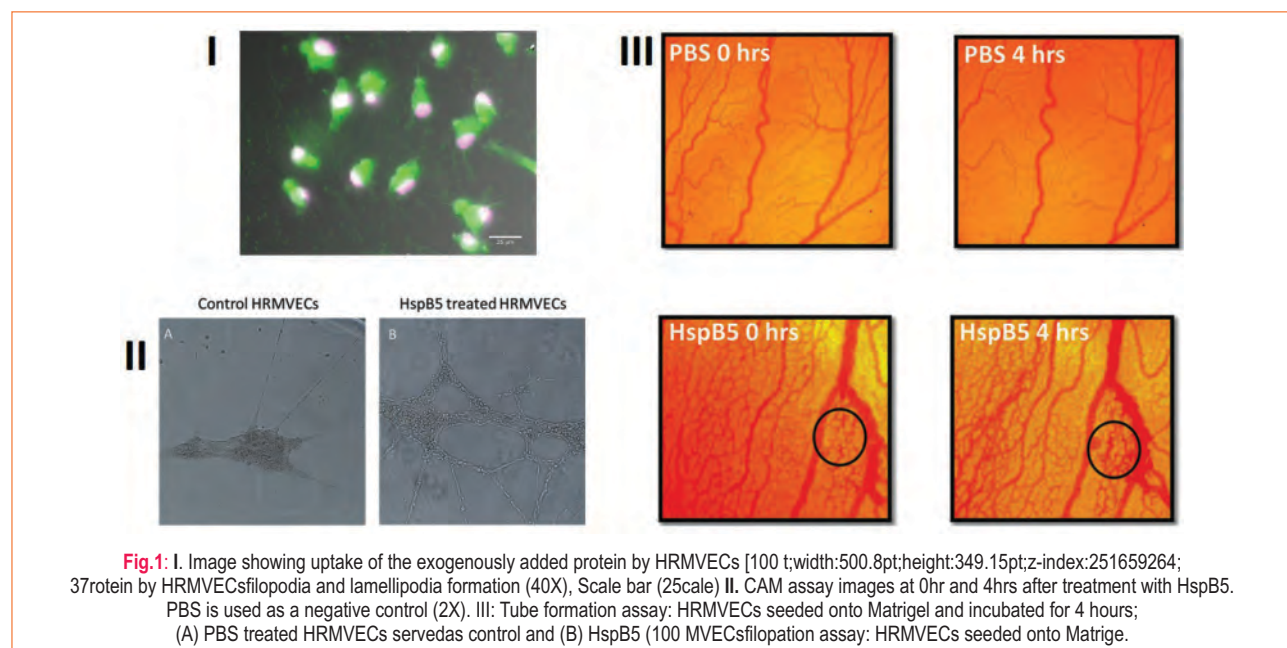 I
III
PBS 0 hrs
PBS 4 hrs
Control HRMVECs
HspB5 treated HRMVECs
II
A
B
HspB5 0 hrs
HspB5 4 hrs
Fig.1: I. Image showing uptake of the exogenously added protein by HRMVECs [100 t;width:500.8pt;height:349.15pt;z-index:251659264;
37rotein by HRMVECsfilopodia and lamellipodia formation (40X), Scale bar (25cale) II. CAM assay images at 0hr and 4hrs after treatment with HspB5.
PBS is used as a negative control (2X). III: Tube formation assay: HRMVECs seeded onto Matrigel and incubated for 4 hours;
(A) PBS treated HRMVECs servedas control and (B) HspB5 (100 MVECsfilopation assay: HRMVECs seeded onto Matrige.